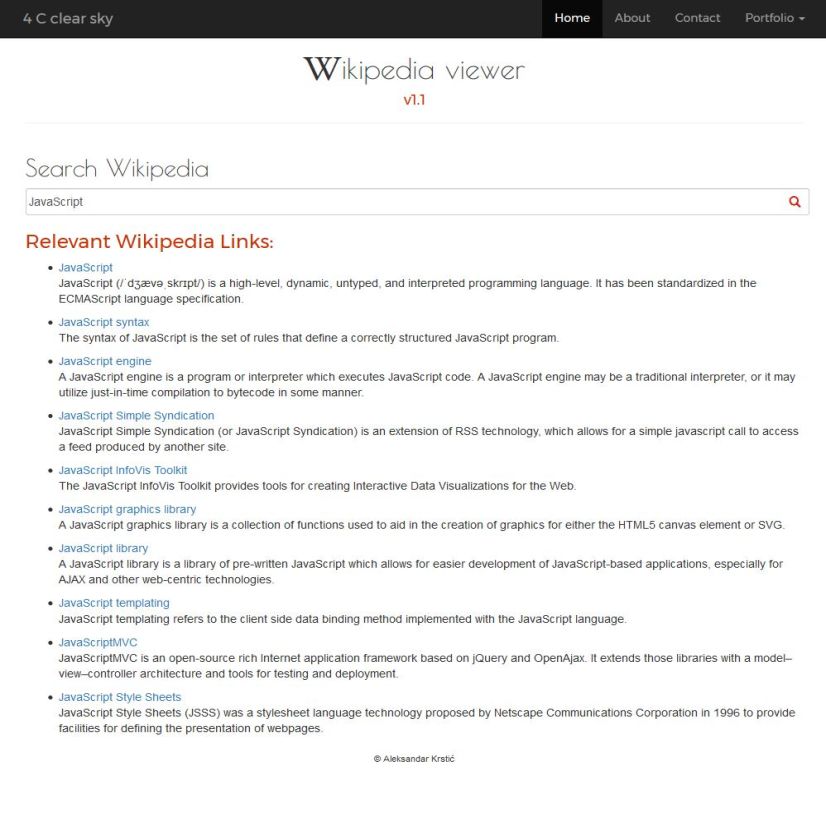 4 C clear sky
Home About Contact Portfolio
Wikipedia viewer
v1.1
Search Wikipedia
JavaScript
Relevant Wikipedia Links:
JavaScript
JavaScript (/ˈdʒævəˌskrɪpt/) is a high-level, dynamic, untyped, and interpreted programming language. It has been standardized in the
ECMAScript language specification.
JavaScript syntax
The syntax of JavaScript is the set of rules that define a correctly structured JavaScript program.
JavaScript engine
A JavaScript engine is a program or interpreter which executes JavaScript code. A JavaScript engine may be a traditional interpreter, or it may
utilize just-in-time compilation to bytecode in some manner.
JavaScript Simple Syndication
JavaScript Simple Syndication (or JavaScript Syndication) is an extension of RSS technology, which allows for a simple javascript call to access
a feed produced by another site.
JavaScript InfoVis Toolkit
The JavaScript InfoVis Toolkit provides tools for creating Interactive Data Visualizations for the Web.
JavaScript graphics library
A JavaScript graphics library is a collection of functions used to aid in the creation of graphics for either the HTML5 canvas element or SVG.
JavaScript library
A JavaScript library is a library of pre-written JavaScript which allows for easier development of JavaScript-based applications, especially for
AJAX and other web-centric technologies.
JavaScript templating
JavaScript templating refers to the client side data binding method implemented with the JavaScript language.
JavaScriptMVC
JavaScriptMVC is an open-source rich Internet application framework based on jQuery and OpenAjax. It extends those libraries with a model–
view–controller architecture and tools for testing and deployment.
JavaScript Style Sheets
JavaScript Style Sheets (JSSS) was a stylesheet language technology proposed by Netscape Communications Corporation in 1996 to provide
facilities for defining the presentation of webpages.
© Aleksandar Krstić